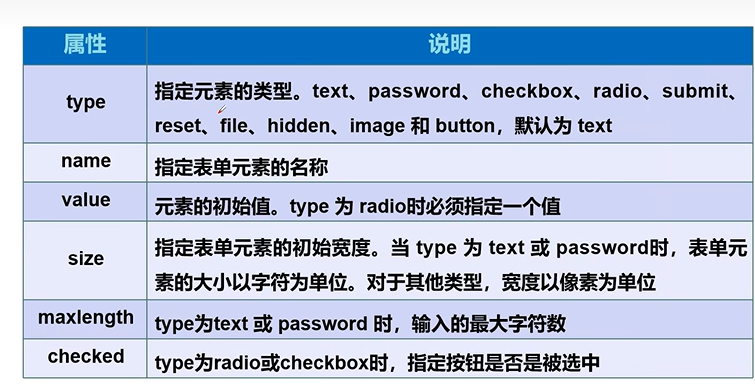 属性 说明
type 指定元素的类型。text、password、checkbox、radio、submit、
reset、file、hidden、image 和 button，默认为 text
name 指定表单元素的名称
value 元素的初始值。type 为 radio时必须指定一个值
size 指定表单元素的初始宽度。当 type 为 text 或 password时，表单元
素的大小以字符为单位。对于其他类型，宽度以像素为单位
maxlength type为text 或 password 时，输入的最大字符数
checked type为radio或checkbox时，指定按钮是否是被选中